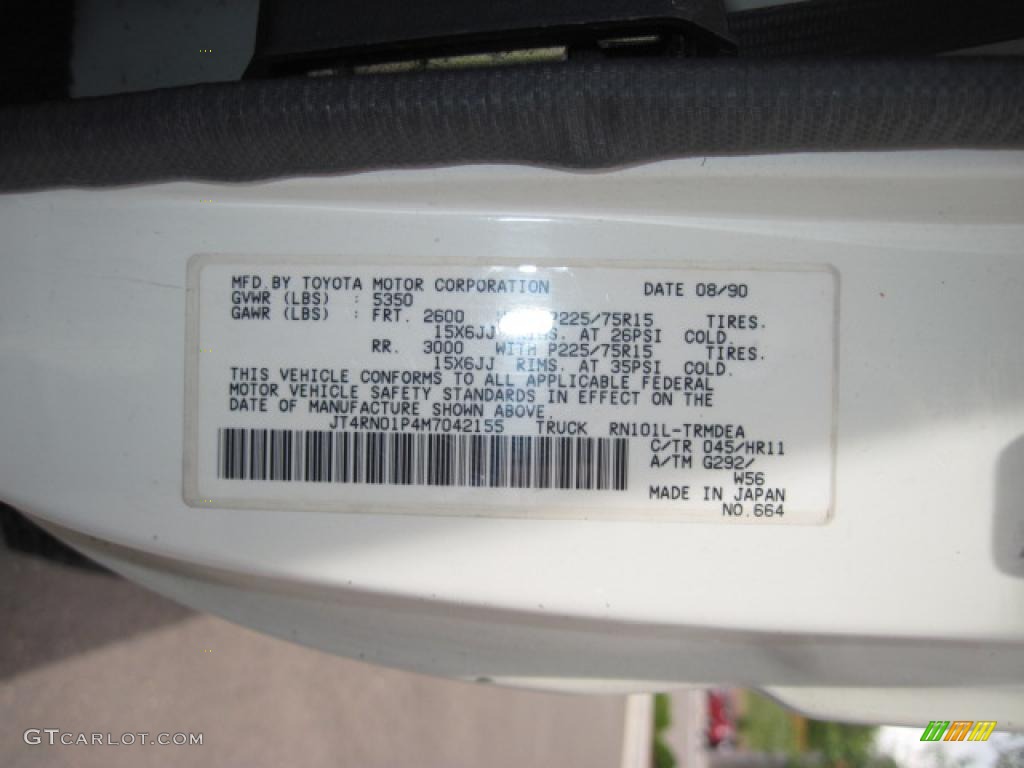 MFD.BY TOYOTA MOTOR CORPORATION DATE 08/90
GVWR (LBS) : 5350
GAWR (LBS) : FRT. 2600 P225/75R15 TIRES.
15X6JJ RIMS. AT 26PSI COLD.
RR. 3000 WITH P225/75R15 TIRES.
15X6JJ RIMS. AT 35PSI COLD.
THIS VEHICLE CONFORMS TO ALL APPLICABLE FEDERAL
MOTOR VEHICLE SAFETY STANDARDS IN EFFECT ON THE
DATE OF MANUFACTURE SHOWN ABOVE.
JT4RN01P4M7042155 TRUCK RN101L-TRMDEA
C/TR 045/HR11
A/TM G292/
W56
MADE IN JAPAN
NO.664
GTCARLOT.COM